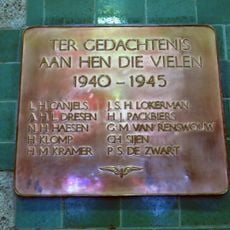 TER GEDACHTENIS
AAN HEN DIE VIELEN
1940-1945
L. H. CANJELS J. S. H. LOKERMAN
A. H. L. DRESEN H. J. PACKBIERS
N. H. HAESEN G. M. VAN RENSWOUW
H. KLOMP GH. SIJEN
H. M. KRAMER P. S. DE ZWART